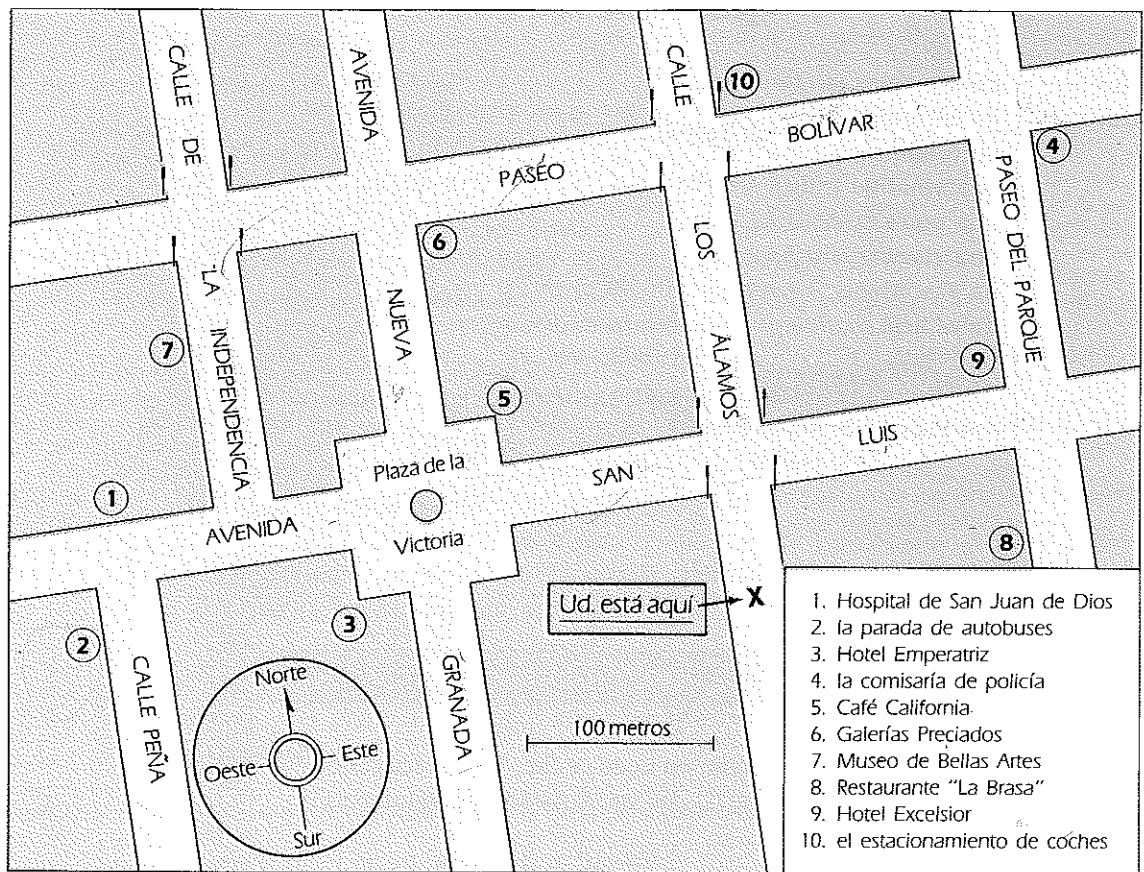 CALLE DE LA INDEPENDENCIA
AVENIDA NUEVA
CALLE LOS ÁLAMOS
PASÉO BOLÍVAR
PASEO DEL PARQUE
10
4
6
7
9
5
1
8
2
3
AVENIDA SAN LUIS
Plaza de la
Victoria
Ud. está aquí
X
CALLE PEÑA
GRANADA
Norte
Oeste
Este
Sur
100 metros
1. Hospital de San Juan de Dios
2. la parada de autobuses
3. Hotel Emperatriz
4. la comisaría de policía
5. Café California
6. Galerías Preciados
7. Museo de Bellas Artes
8. Restaurante "La Brasa"
9. Hotel Excelsior
10. el estacionamiento de coches